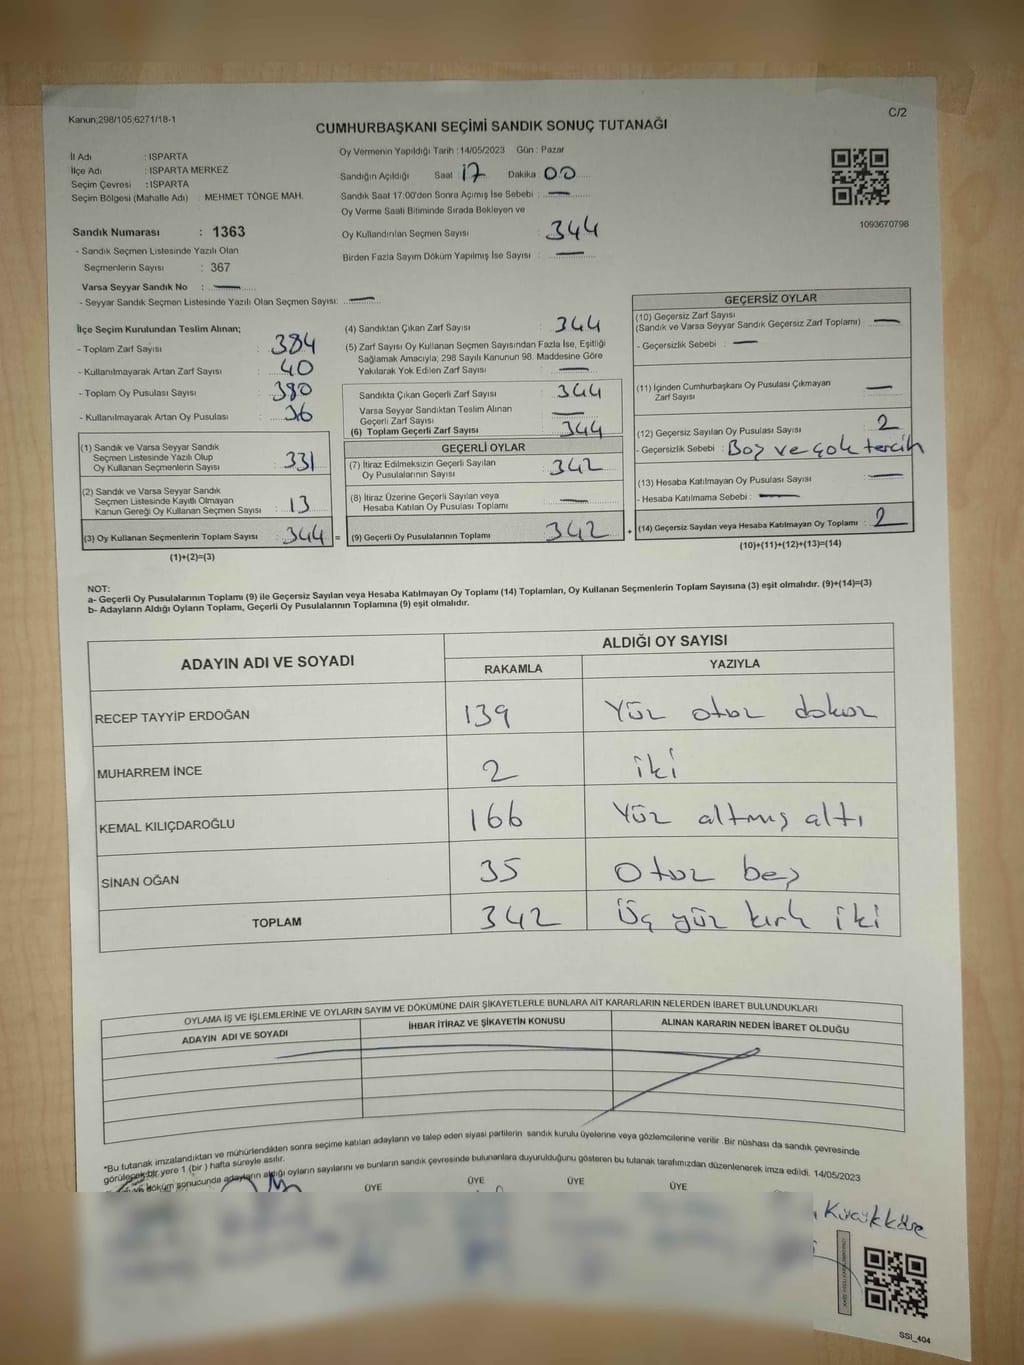 Kanun;298/105;6271/18-1
C/2
CUMHURBAŞKANI SEÇİMİ SANDIK SONUÇ TUTANAĞI
İl Adı : ISPARTA
İlçe Adı : ISPARTA MERKEZ
Seçim Çevresi : ISPARTA
Seçim Bölgesi (Mahalle Adı) : MEHMET TÖNGE MAH.
Oy Vermenin Yapıldığı Tarih : 14/05/2023 Gün : Pazar
Sandığın Açıldığı Saat 17 Dakika 00
Sandık Saat 17:00'den Sonra Açılmış İse Sebebi : —
Oy Verme Saati Bitiminde Sırada Bekleyen ve
Oy Kullandırılan Seçmen Sayısı : 344
Birden Fazla Sayım Döküm Yapılmış İse Sayısı : —
1093670798
Sandık Numarası : 1363
- Sandık Seçmen Listesinde Yazılı Olan
Seçmenlerin Sayısı : 367
Varsa Seyyar Sandık No : —
- Seyyar Sandık Seçmen Listesinde Yazılı Olan Seçmen Sayısı: —
İlçe Seçim Kurulundan Teslim Alınan;
- Toplam Zarf Sayısı : 384
- Kullanılmayarak Artan Zarf Sayısı : 40
- Toplam Oy Pusulası Sayısı : 380
- Kullanılmayarak Artan Oy Pusulası : 36
(1) Sandık ve Varsa Seyyar Sandık
Seçmen Listesinde Yazılı Olup
Oy Kullanan Seçmenlerin Sayısı : 331
(2) Sandık ve Varsa Seyyar Sandık
Seçmen Listesinde Kayıtlı Olmayan
Kanun Gereği Oy Kullanan Seçmen Sayısı : 13
(3) Oy Kullanan Seçmenlerin Toplam Sayısı : 344 =
(1)+(2)=(3)
(4) Sandıktan Çıkan Zarf Sayısı : 344
(5) Zarf Sayısı Oy Kullanan Seçmen Sayısından Fazla İse, Eşitliği
Sağlamak Amacıyla; 298 Sayılı Kanunun 98. Maddesine Göre
Yakılarak Yok Edilen Zarf Sayısı : —
Sandıkta Çıkan Geçerli Zarf Sayısı : 344
Varsa Seyyar Sandıktan Teslim Alınan
Geçerli Zarf Sayısı : —
(6) Toplam Geçerli Zarf Sayısı : 344
GEÇERLİ OYLAR
(7) İtiraz Edilmeksizin Geçerli Sayılan
Oy Pusulalarının Sayısı : 342
(8) İtiraz Üzerine Geçerli Sayılan veya
Hesaba Katılan Oy Pusulası Toplamı : —
(9) Geçerli Oy Pusulalarının Toplamı : 342 +
GEÇERSİZ OYLAR
(10) Geçersiz Zarf Sayısı
(Sandık ve Varsa Seyyar Sandık Geçersiz Zarf Toplamı) : —
- Geçersizlik Sebebi : —
(11) İçinden Cumhurbaşkanı Oy Pusulası Çıkmayan
Zarf Sayısı : —
(12) Geçersiz Sayılan Oy Pusulası Sayısı : 2
- Geçersizlik Sebebi : Boş ve çok tercih
(13) Hesaba Katılmayan Oy Pusulası Sayısı : —
- Hesaba Katılmama Sebebi : —
(14) Geçersiz Sayılan veya Hesaba Katılmayan Oy Toplamı : 2
(10)+(11)+(12)+(13)=(14)
NOT:
a- Geçerli Oy Pusulalarının Toplamı (9) ile Geçersiz Sayılan veya Hesaba Katılmayan Oy Toplamı (14) Toplamları, Oy Kullanan Seçmenlerin Toplam Sayısına (3) eşit olmalıdır. (9)+(14)=(3)
b- Adayların Aldığı Oyların Toplamı, Geçerli Oy Pusulalarının Toplamına (9) eşit olmalıdır.
ADAYIN ADI VE SOYADI
ALDIĞI OY SAYISI
RAKAMLA YAZIYLA
RECEP TAYYİP ERDOĞAN 139 Yüz otuz dokuz
MUHARREM İNCE 2 iki
KEMAL KILIÇDAROĞLU 166 Yüz altmış altı
SİNAN OĞAN 35 Otuz beş
TOPLAM 342 Üç yüz kırk iki
OYLAMA İŞ VE İŞLEMLERİNE VE OYLARIN SAYIM VE DÖKÜMÜNE DAİR ŞİKAYETLERLE BUNLARA AİT KARARLARIN NELERDEN İBARET BULUNDUKLARI
ADAYIN ADI VE SOYADI İHBAR İTİRAZ VE ŞİKAYETİN KONUSU ALINAN KARARIN NEDEN İBARET OLDUĞU
*Bu tutanak imzalandıktan ve mühürlendikten sonra seçime katılan adayların ve talep eden siyasi partilerin sandık kurulu üyelerine veya gözlemcilerine verilir. Bir nüshası da sandık çevresinde
görülecek bir yere 1 (bir) hafta süreyle asılır.
döküm sonucunda adayların aldığı oyların sayılarını ve bunların sandık çevresinde bulunanlara duyurulduğunu gösteren bu tutanak tarafımızdan düzenlenerek imza edildi. 14/05/2023
ÜYE ÜYE ÜYE ÜYE
SSİ_404